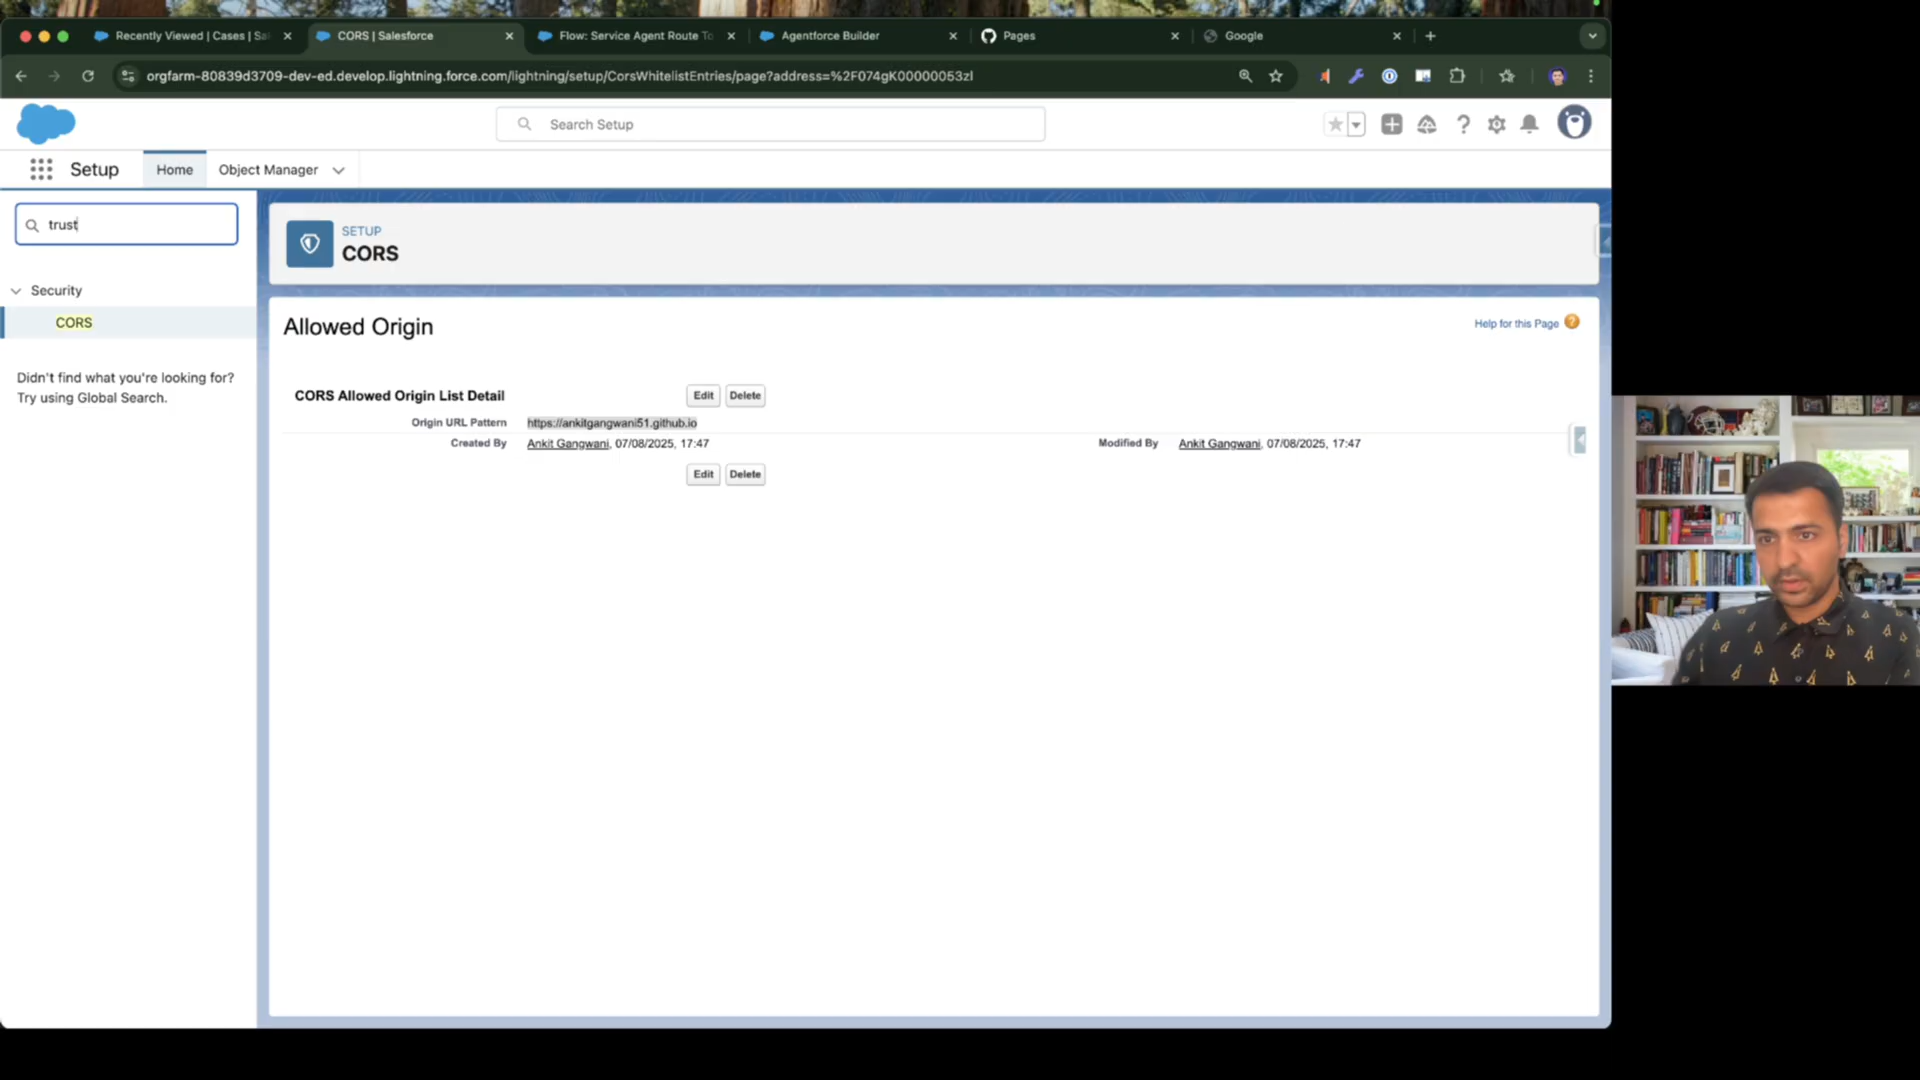 Recently Viewed | Cases | Sal
CORS | Salesforce
Flow: Service Agent Route To
Agentforce Builder
Pages
Google
orgfarm-80839d3709-dev-ed.develop.lightning.force.com/lightning/setup/CorsWhitelistEntries/page?address=%2F074gK00000053zl
Search Setup
Setup
Home
Object Manager
trust
SETUP
CORS
Security
CORS
Didn't find what you're looking for?
Try using Global Search.
Allowed Origin
Help for this Page
CORS Allowed Origin List Detail
Edit
Delete
Origin URL Pattern
https://ankitgangwani51.github.io
Created By
Ankit Gangwani, 07/08/2025, 17:47
Modified By
Ankit Gangwani, 07/08/2025, 17:47
Edit
Delete